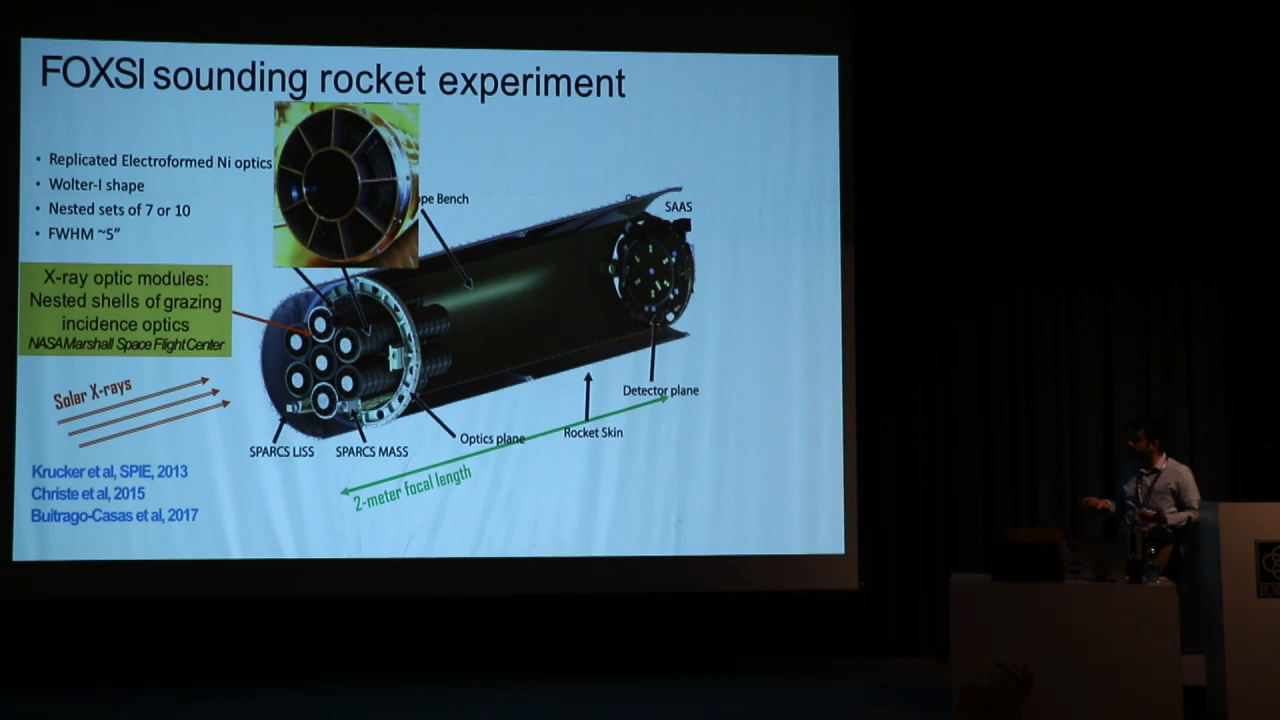 FOXSI sounding rocket experiment
• Replicated Electroformed Ni optics
• Wolter-I shape
• Nested sets of 7 or 10
• FWHM ~5”
X-ray optic modules:
Nested shells of grazing
incidence optics
NASA Marshall Space Flight Center
Solar X-rays
Krucker et al, SPIE, 2013
Christe et al, 2015
Buitrago-Casas et al, 2017
Bench
SAAS
Detector plane
Rocket Skin
Optics plane
SPARCS LISS
SPARCS MASS
2-meter focal length